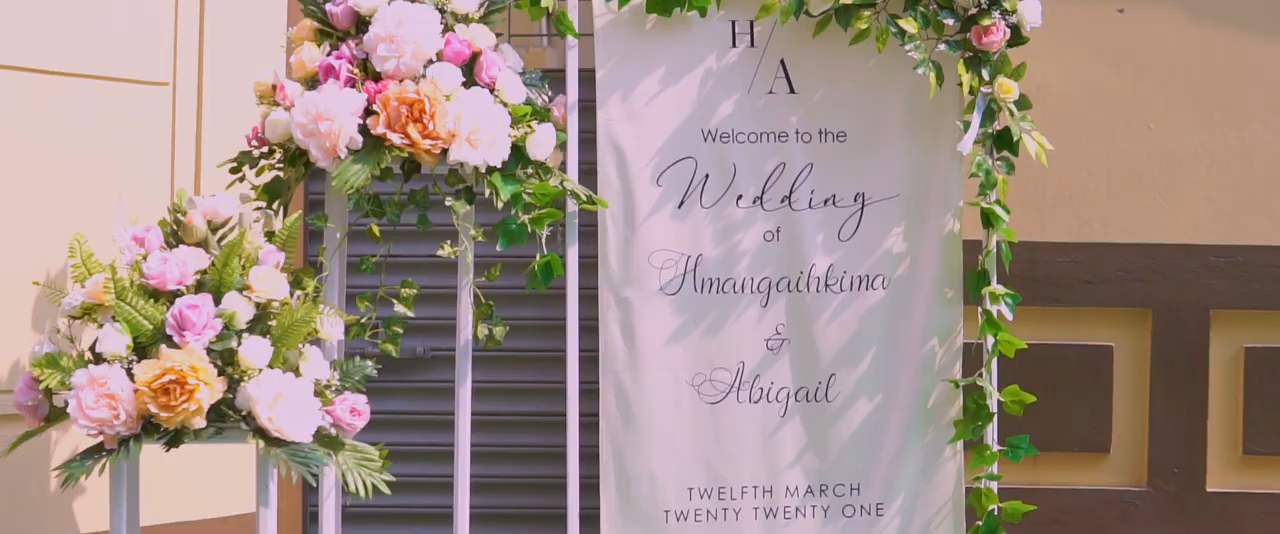 H/A
Welcome to the
Wedding
of
Hmangaihkima
&
Abigail
TWELFTH MARCH
TWENTY TWENTY ONE